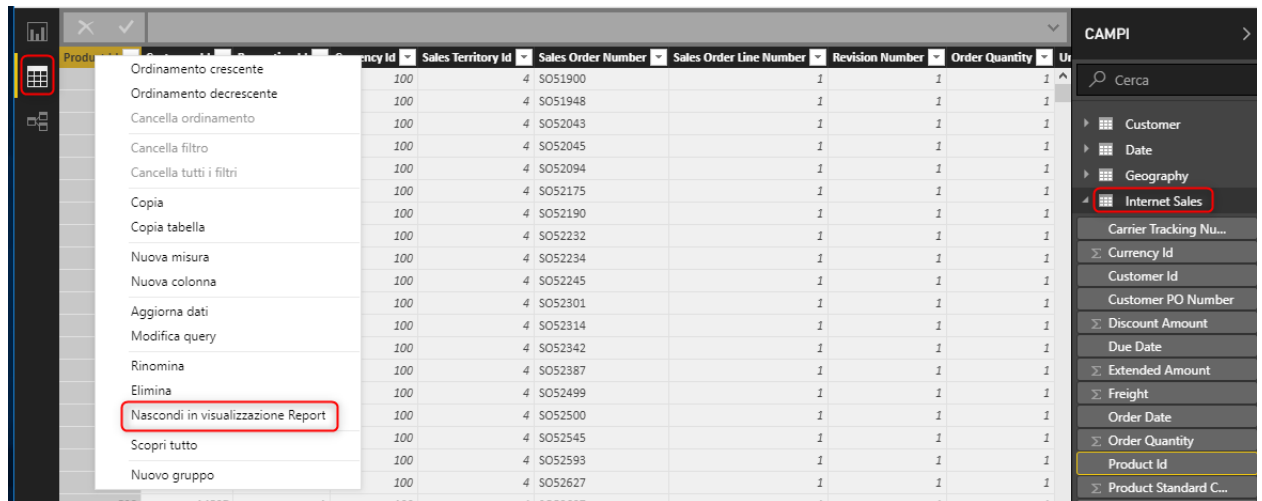 CAMPI
Produ
ency Id Sales Territory Id Sales Order Number Sales Order Line Number Revision Number Order Quantity
Cerca
Ordinamento crescente
Ordinamento decrescente
Cancella ordinamento
Cancella filtro
Cancella tutti i filtri
Copia
Copia tabella
Nuova misura
Nuova colonna
Aggiorna dati
Modifica query
Rinomina
Elimina
Nascondi in visualizzazione Report
Scopri tutto
Nuovo gruppo
100 4 SO51900 1 1 1
100 4 SO51948 1 1 1
100 4 SO52043 1 1 1
100 4 SO52045 1 1 1
100 4 SO52094 1 1 1
100 4 SO52175 1 1 1
100 4 SO52190 1 1 1
100 4 SO52232 1 1 1
100 4 SO52234 1 1 1
100 4 SO52245 1 1 1
100 4 SO52301 1 1 1
100 4 SO52314 1 1 1
100 4 SO52342 1 1 1
100 4 SO52387 1 1 1
100 4 SO52499 1 1 1
100 4 SO52500 1 1 1
100 4 SO52545 1 1 1
100 4 SO52593 1 1 1
100 4 SO52627 1 1 1
Customer
Date
Geography
Internet Sales
Carrier Tracking Nu...
Σ Currency Id
Customer Id
Customer PO Number
Σ Discount Amount
Due Date
Σ Extended Amount
Σ Freight
Order Date
Σ Order Quantity
Product Id
Σ Product Standard C...